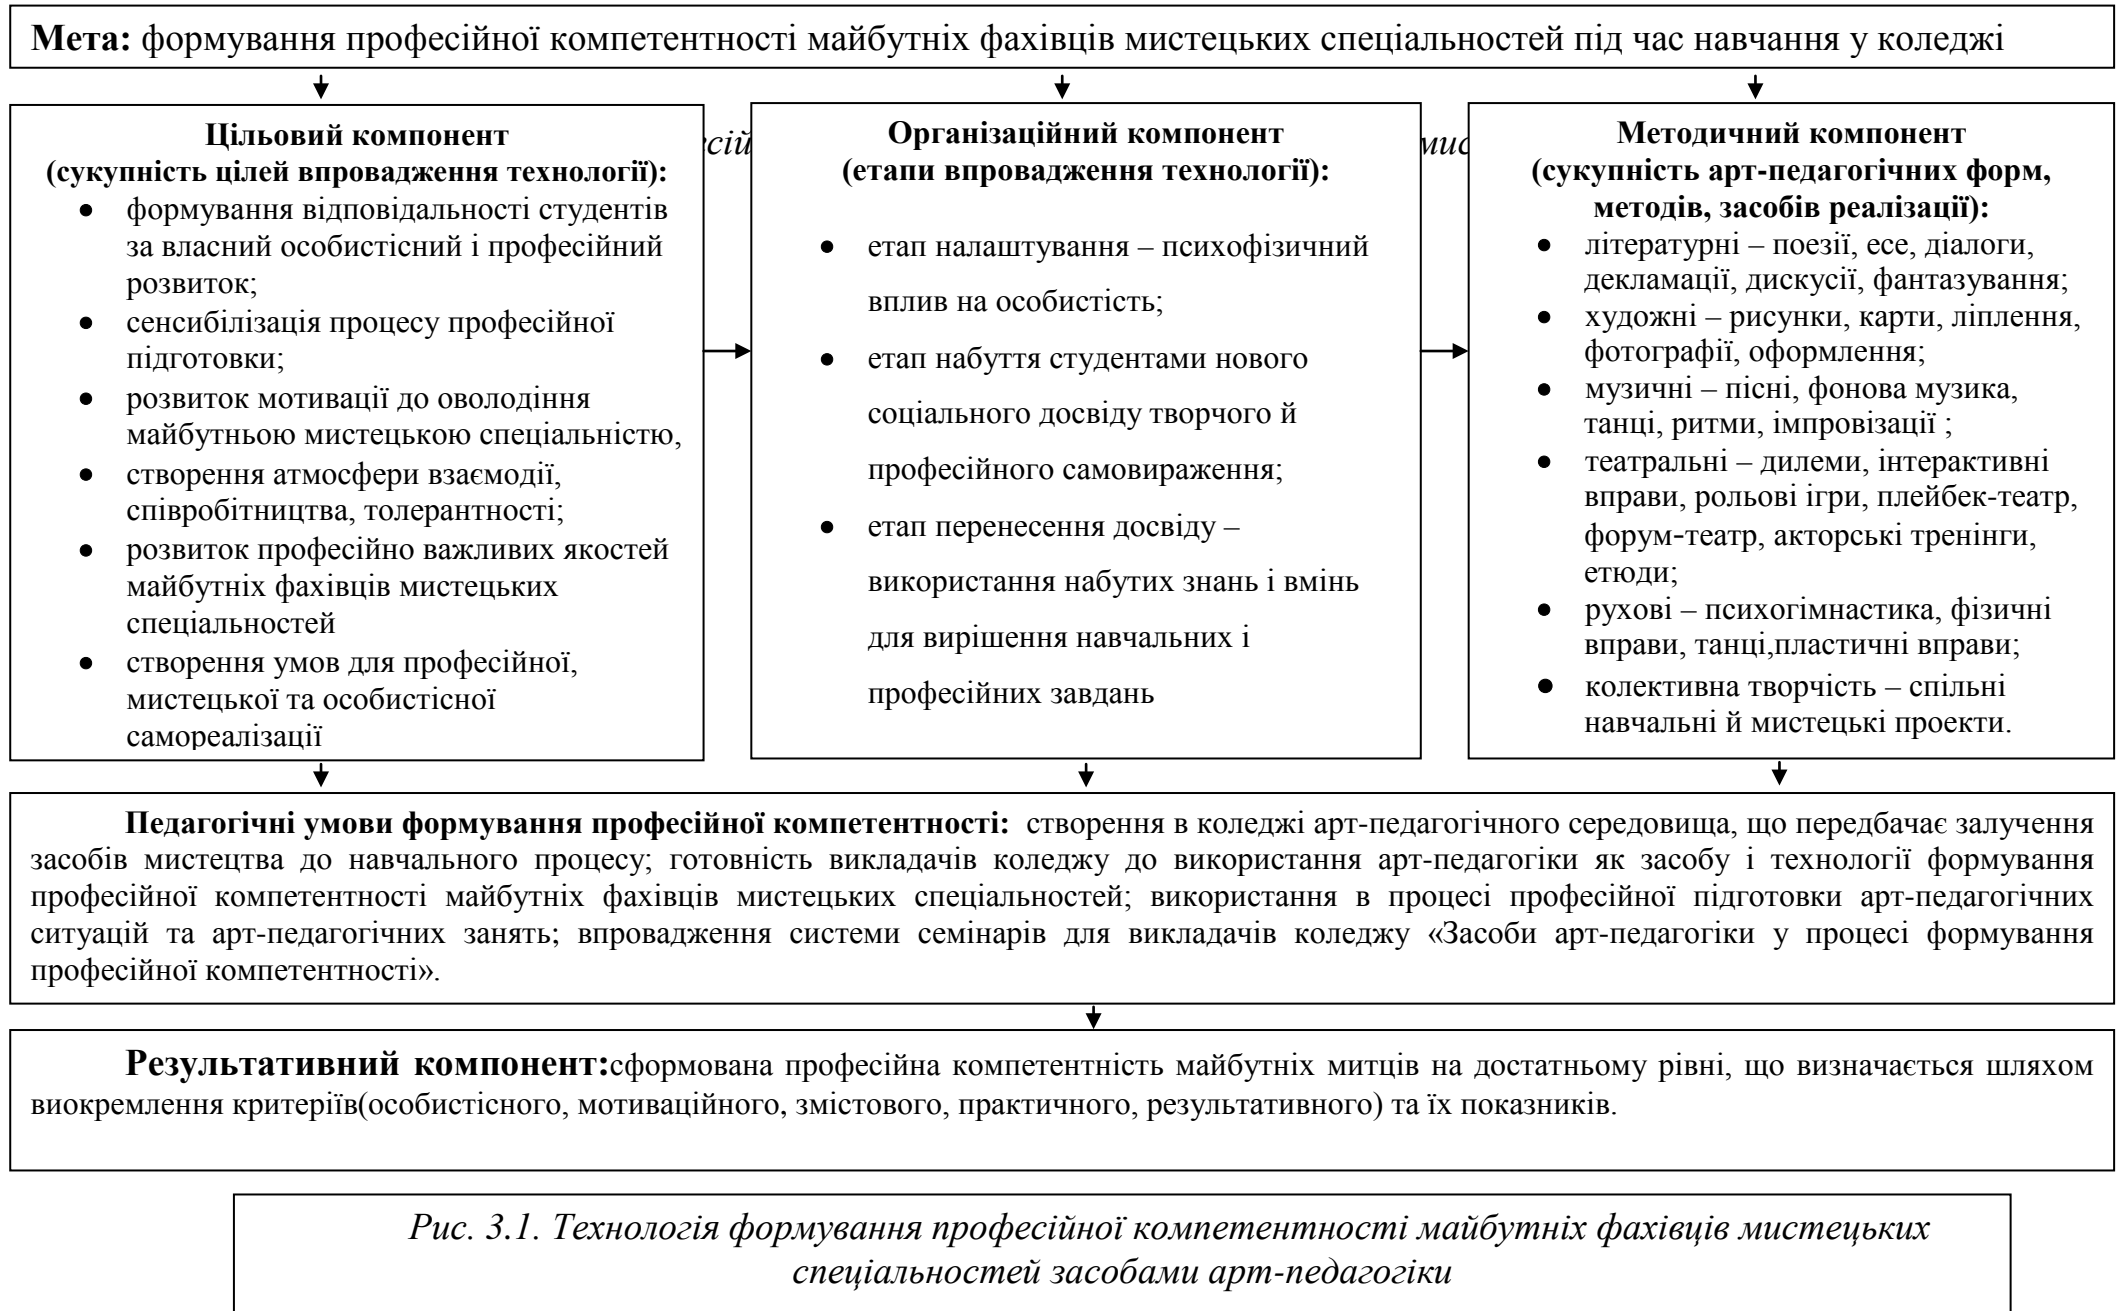 Мета: формування професійної компетентності майбутніх фахівців мистецьких спеціальностей під час навчання у коледжі
Цільовий компонент
(сукупність цілей впровадження технології):
● формування відповідальності студентів
за власний особистісний і професійний
розвиток;
● сенсибілізація процесу професійної
підготовки;
● розвиток мотивації до оволодіння
майбутньою мистецькою спеціальністю,
● створення атмосфери взаємодії,
співробітництва, толерантності;
● розвиток професійно важливих якостей
майбутніх фахівців мистецьких
спеціальностей
● створення умов для професійної,
мистецької та особистісної
самореалізації
Організаційний компонент
(етапи впровадження технології):
● етап налаштування – психофізичний
вплив на особистість;
● етап набуття студентами нового
соціального досвіду творчого й
професійного самовираження;
● етап перенесення досвіду –
використання набутих знань і вмінь
для вирішення навчальних і
професійних завдань
Методичний компонент
(сукупність арт-педагогічних форм,
методів, засобів реалізації):
● літературні – поезії, есе, діалоги,
декламації, дискусії, фантазування;
● художні – рисунки, карти, ліплення,
фотографії, оформлення;
● музичні – пісні, фонова музика,
танці, ритми, імпровізації ;
● театральні – дилеми, інтерактивні
вправи, рольові ігри, плейбек-театр,
форум-театр, акторські тренінги,
етюди;
● рухові – психогімнастика, фізичні
вправи, танці,пластичні вправи;
● колективна творчість – спільні
навчальні й мистецькі проекти.
Педагогічні умови формування професійної компетентності: створення в коледжі арт-педагогічного середовища, що передбачає залучення
засобів мистецтва до навчального процесу; готовність викладачів коледжу до використання арт-педагогіки як засобу і технології формування
професійної компетентності майбутніх фахівців мистецьких спеціальностей; використання в процесі професійної підготовки арт-педагогічних
ситуацій та арт-педагогічних занять; впровадження системи семінарів для викладачів коледжу «Засоби арт-педагогіки у процесі формування
професійної компетентності».
Результативний компонент:сформована професійна компетентність майбутніх митців на достатньому рівні, що визначається шляхом
виокремлення критеріїв(особистісного, мотиваційного, змістового, практичного, результативного) та їх показників.
Рис. 3.1. Технологія формування професійної компетентності майбутніх фахівців мистецьких
спеціальностей засобами арт-педагогіки